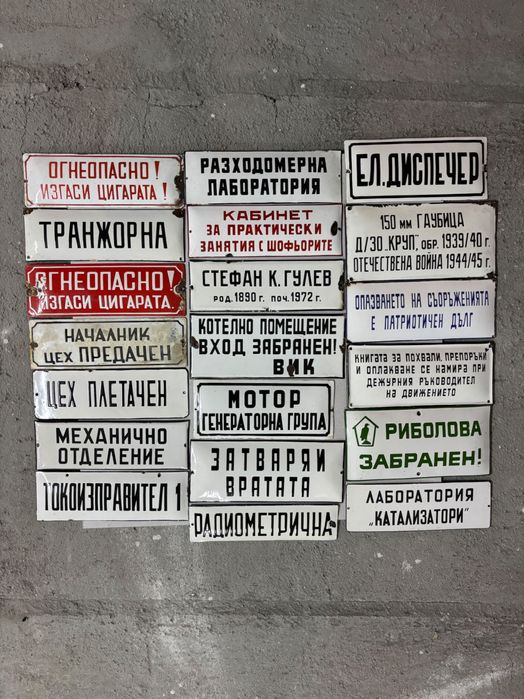 ОГНЕОПАСНО!
ИЗГАСИ ЦИГАРАТА!
ТРАНЖОРНА
ОГНЕОПАСНО!
ИЗГАСИ ЦИГАРАТА.
НАЧАЛНИК
ЦЕХ ПРЕДАЧЕН
ЦЕХ ПЛЕТАЧЕН
МЕХАНИЧНО
ОТДЕЛЕНИЕ
ТОКОИЗПРАВИТЕЛ 1
РАЗХОДОМЕРНА
ЛАБОРАТОРИЯ
КАБИНЕТ
ЗА ПРАКТИЧЕСКИ
ЗАНЯТИЯ С ШОФЬОРИТЕ
СТЕФАН К. ГУЛЕВ
РОД. 1890 г. ПОЧ. 1972 г.
КОТЕЛНО ПОМЕЩЕНИЕ
ВХОД ЗАБРАНЕН!
ВИК
МОТОР
ГЕНЕРАТОРНА ГРУПА
ЗАТВАРЯЙ
ВРАТАТА
РАДИОМЕТРИЧНА
ЕЛ. ДИСПЕЧЕР
150 мм ГАУБИЦА
Д/30. „КРУП", ОБР. 1939/40 г.
ОТЕЧЕСТВЕНА ВОЙНА 1944/45 г.
ОПАЗВАНЕТО НА СЪОРЪЖЕНИЯТА
Е ПАТРИОТИЧЕН ДЪЛГ
КНИГАТА ЗА ПОХВАЛИ, ПРЕПОРЪКИ
И ОПЛАКВАНЕ СЕ НАМИРА ПРИ
ДЕЖУРНИЯ РЪКОВОДИТЕЛ
НА ДВИЖЕНИЕТО
РИБОЛОВА
ЗАБРАНЕН!
ЛАБОРАТОРИЯ
„КАТАЛИЗАТОРИ"